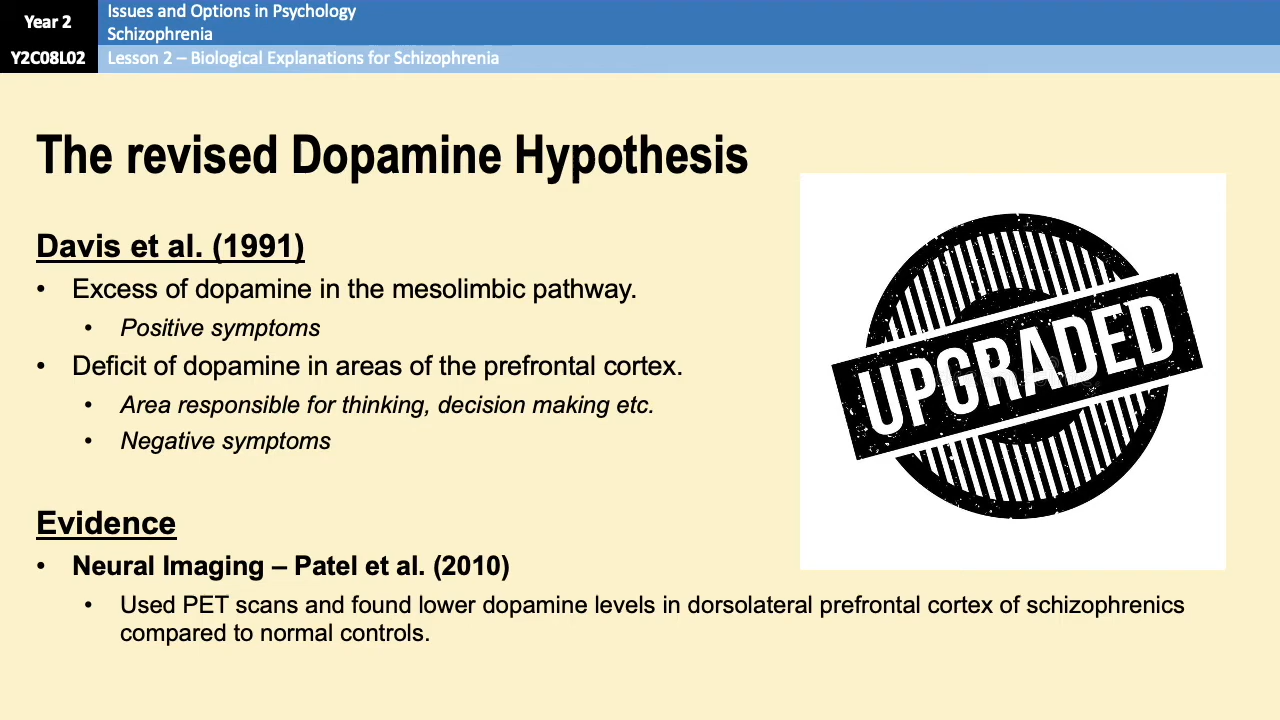 Year 2
Issues and Options in Psychology
Schizophrenia
Y2C08L02
Lesson 2 – Biological Explanations for Schizophrenia
The revised Dopamine Hypothesis
Davis et al. (1991)
• Excess of dopamine in the mesolimbic pathway.
• Positive symptoms
• Deficit of dopamine in areas of the prefrontal cortex.
• Area responsible for thinking, decision making etc.
• Negative symptoms
UPGRADED
Evidence
• Neural Imaging – Patel et al. (2010)
• Used PET scans and found lower dopamine levels in dorsolateral prefrontal cortex of schizophrenics
compared to normal controls.